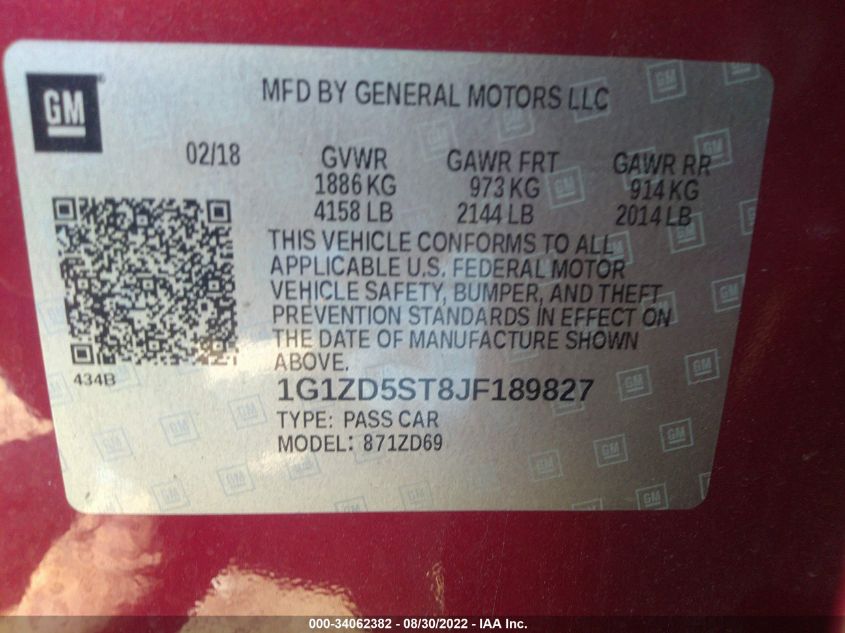 GM
MFD BY GENERAL MOTORS LLC
02/18 GVWR GAWR FRT GAWR RR
1886 KG 973 KG 914 KG
4158 LB 2144 LB 2014 LB
THIS VEHICLE CONFORMS TO ALL
APPLICABLE U.S. FEDERAL MOTOR
VEHICLE SAFETY, BUMPER, AND THEFT
PREVENTION STANDARDS IN EFFECT ON
THE DATE OF MANUFACTURE SHOWN
ABOVE.
434B
1G1ZD5ST8JF189827
TYPE: PASS CAR
MODEL: 871ZD69
000-34062382 - 08/30/2022 - IAA Inc.